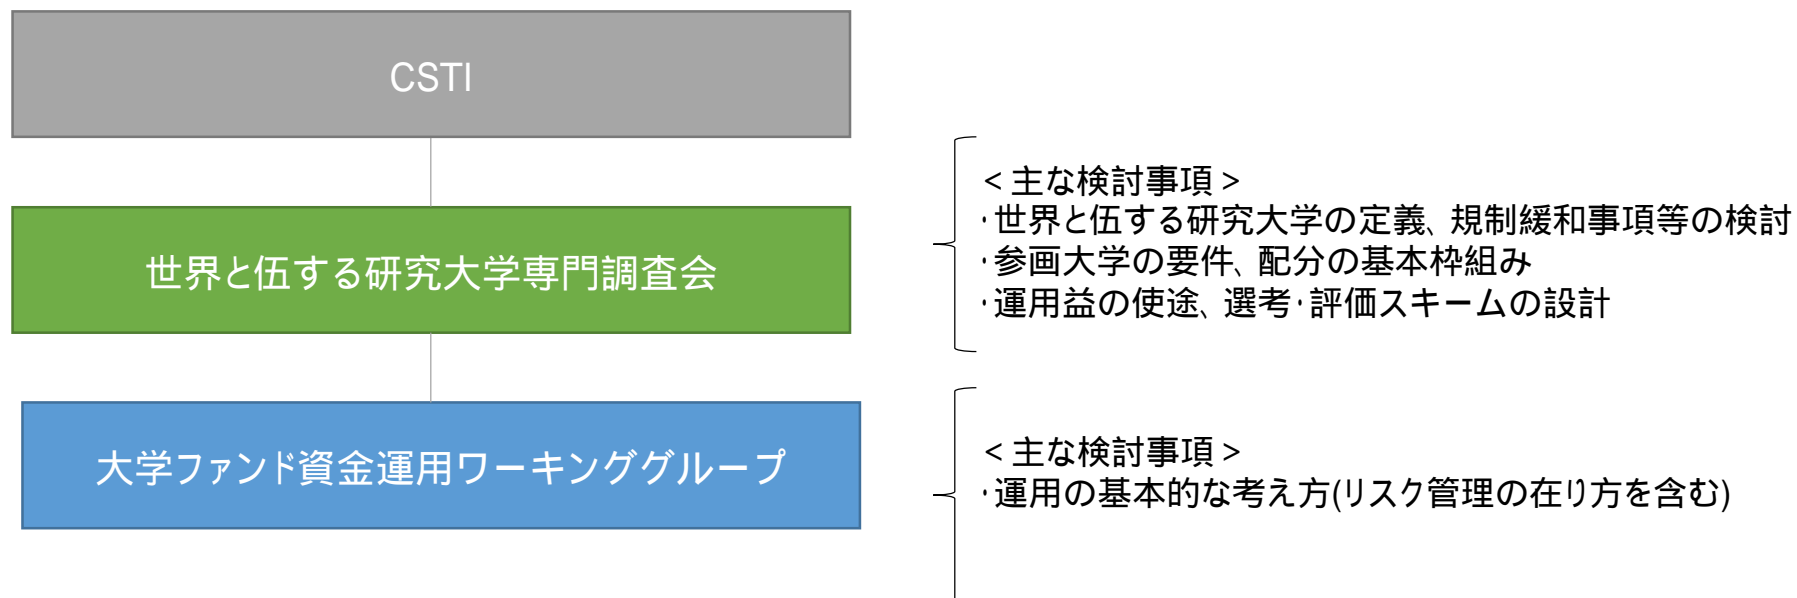 CSTI
世界と伍する研究大学専門調査会
<主な検討事項>
・世界と伍する研究大学の定義、規制緩和事項等の検討
・参画大学の要件、配分の基本枠組み
・運用益の使途、選考・評価スキームの設計
大学ファンド資金運用ワーキンググループ
<主な検討事項>
・運用の基本的な考え方(リスク管理の在り方を含む)